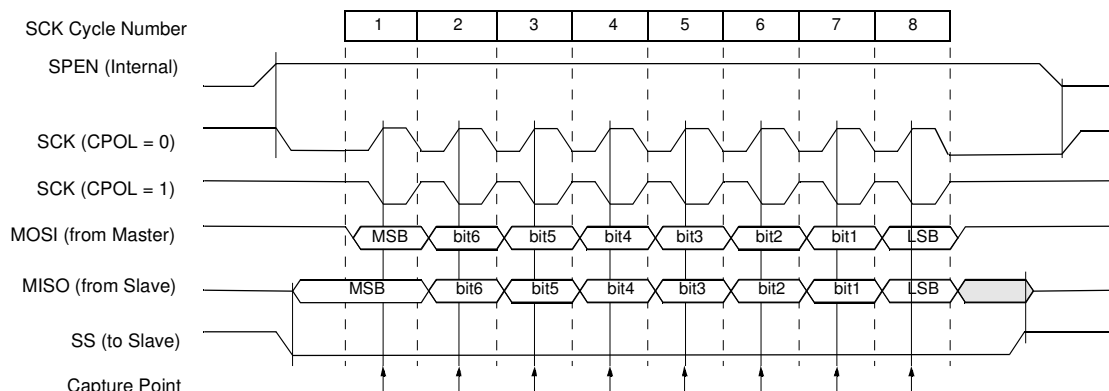 SCK Cycle Number 1 2 3 4 5 6 7 8
SPEN (Internal)
SCK (CPOL = 0)
SCK (CPOL = 1)
MOSI (from Master) MSB bit6 bit5 bit4 bit3 bit2 bit1 LSB
MISO (from Slave) MSB bit6 bit5 bit4 bit3 bit2 bit1 LSB
SS (to Slave)
Capture Point